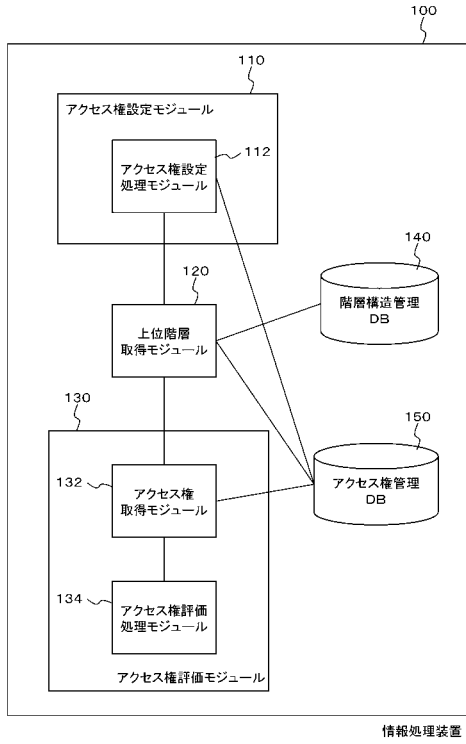 100
110
アクセス権設定モジュール
アクセス権設定
処理モジュール
112
120
上位階層
取得モジュール
140
階層構造管理
DB
130
132
アクセス権
取得モジュール
150
アクセス権管理
DB
134
アクセス権評価
処理モジュール
アクセス権評価モジュール
情報処理装置